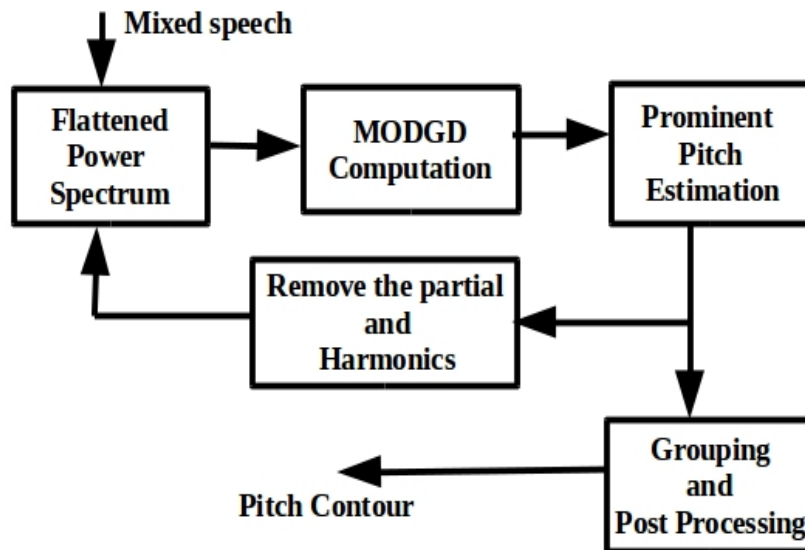 Mixed speech
Flattened
Power
Spectrum
MODGD
Computation
Prominent
Pitch
Estimation
Remove the partial
and
Harmonics
Grouping
and
Post Processing
Pitch Contour